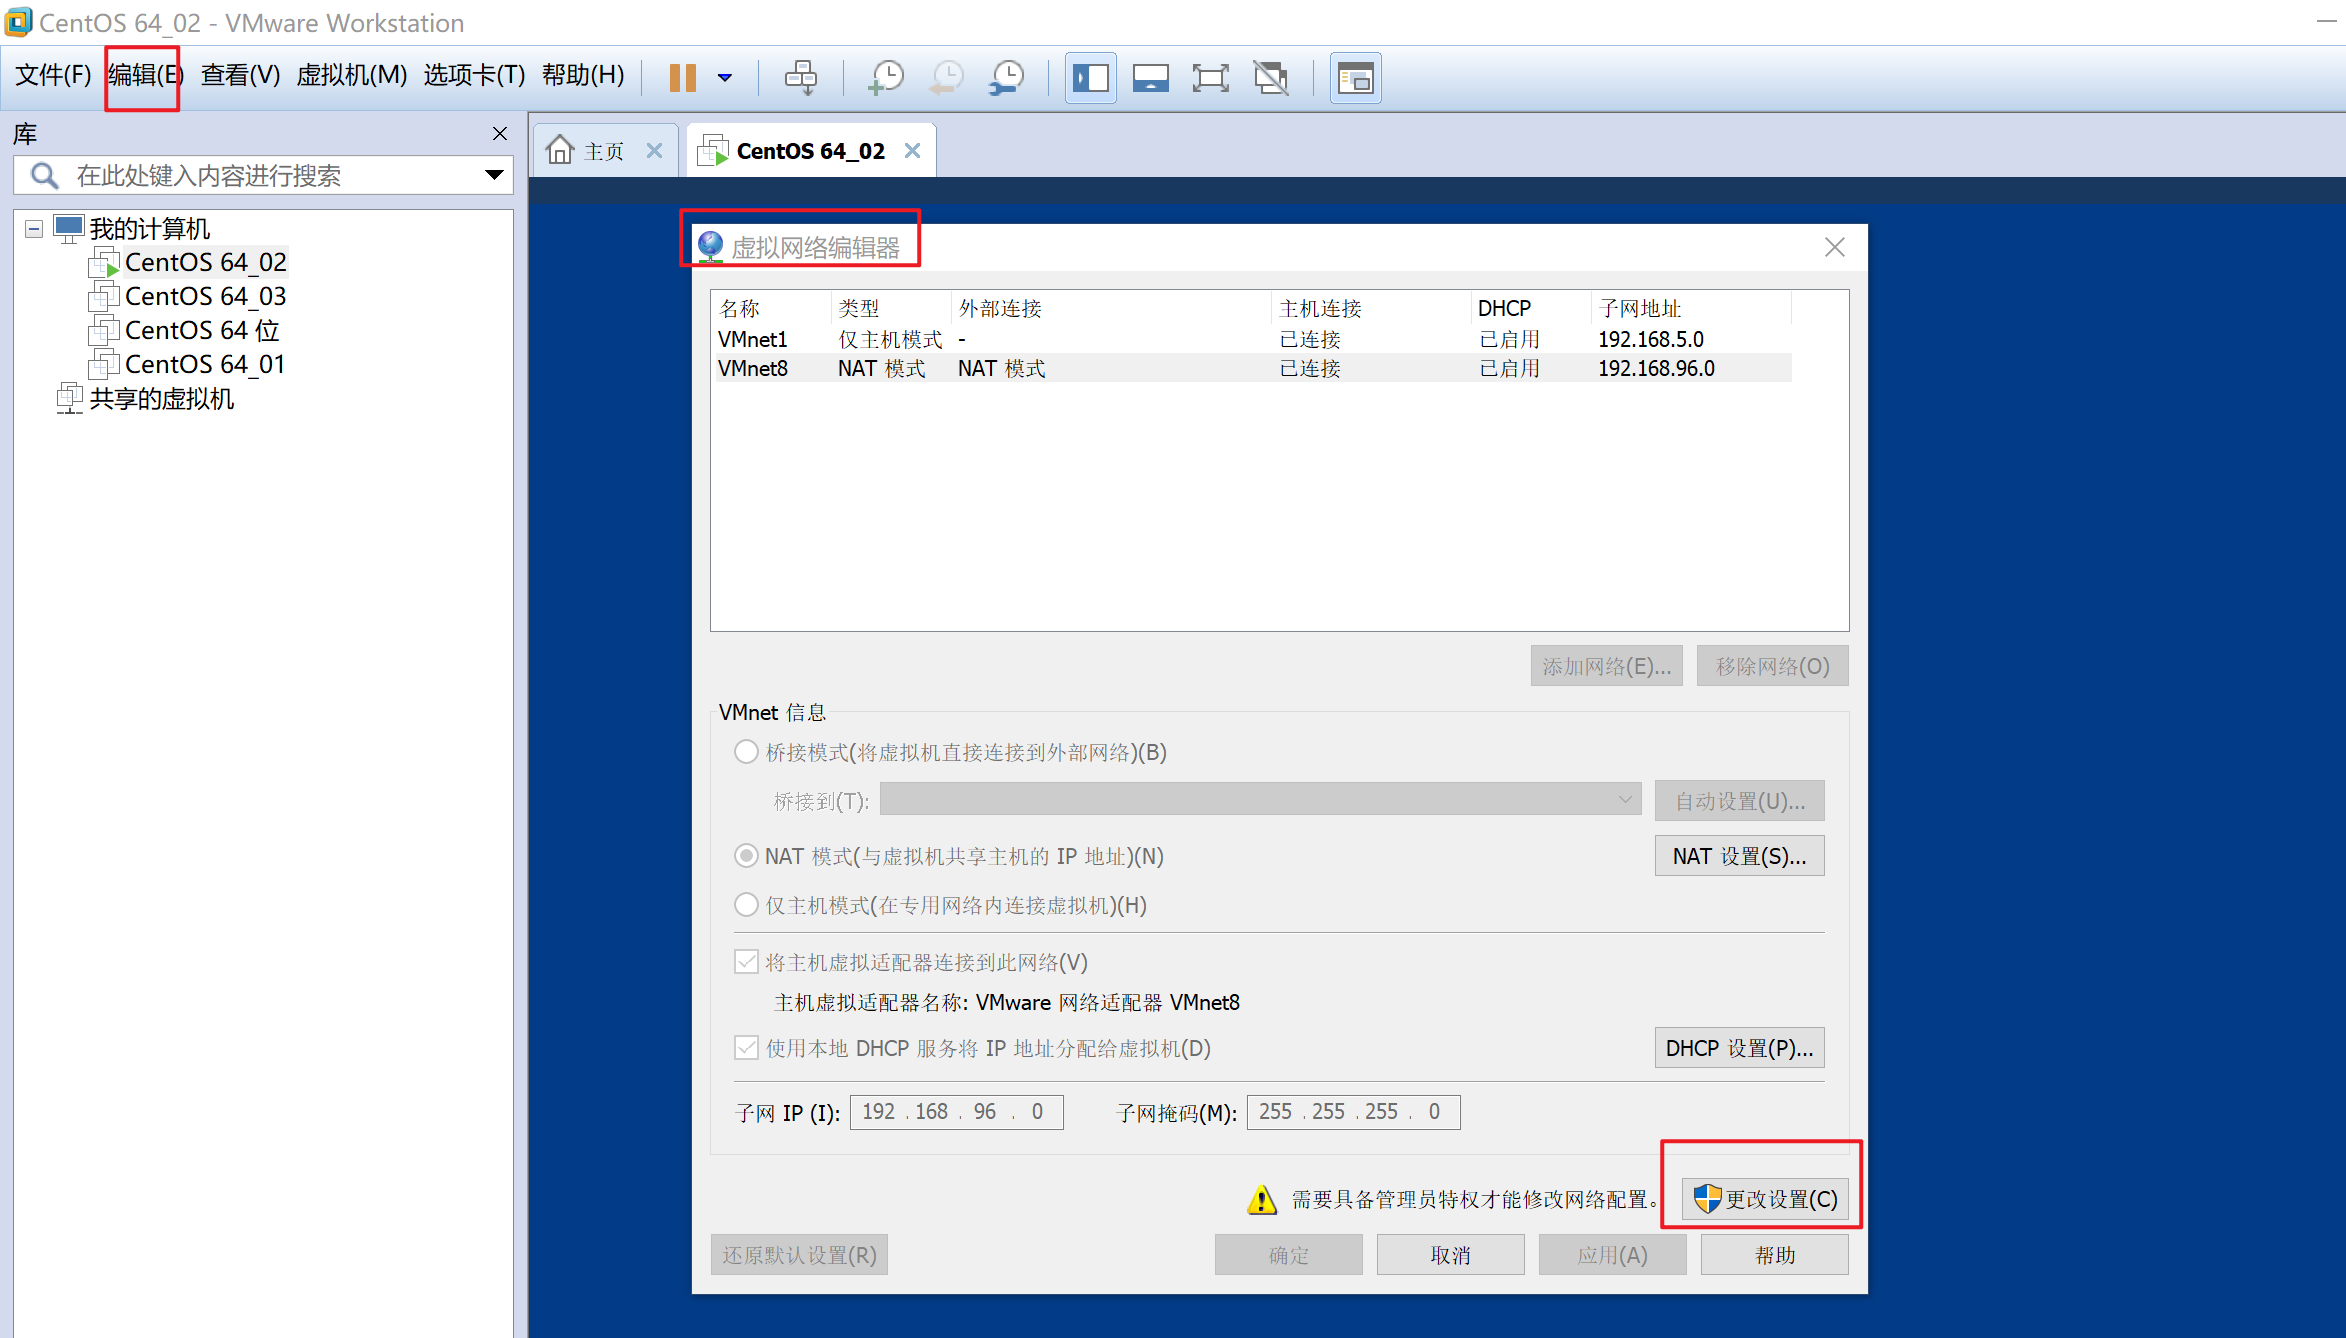 CentOS 64_02 - VMware Workstation
文件(F) 编辑(E) 查看(V) 虚拟机(M) 选项卡(T) 帮助(H)
库
在此处键入内容进行搜索
我的计算机
CentOS 64_02
CentOS 64_03
CentOS 64 位
CentOS 64_01
共享的虚拟机
主页 CentOS 64_02
虚拟网络编辑器
名称 类型 外部连接 主机连接 DHCP 子网地址
VMnet1 仅主机模式 - 已连接 已启用 192.168.5.0
VMnet8 NAT 模式 NAT 模式 已连接 已启用 192.168.96.0
添加网络(E)... 移除网络(O)
VMnet 信息
桥接模式(将虚拟机直接连接到外部网络)(B)
桥接到(T): 自动设置(U)...
NAT 模式(与虚拟机共享主机的 IP 地址)(N) NAT 设置(S)...
仅主机模式(在专用网络内连接虚拟机)(H)
将主机虚拟适配器连接到此网络(V)
主机虚拟适配器名称: VMware 网络适配器 VMnet8
使用本地 DHCP 服务将 IP 地址分配给虚拟机(D) DHCP 设置(P)...
子网 IP (I): 192 . 168 . 96 . 0 子网掩码(M): 255 . 255 . 255 . 0
需要具备管理员特权才能修改网络配置。 更改设置(C)
还原默认设置(R) 确定 取消 应用(A) 帮助